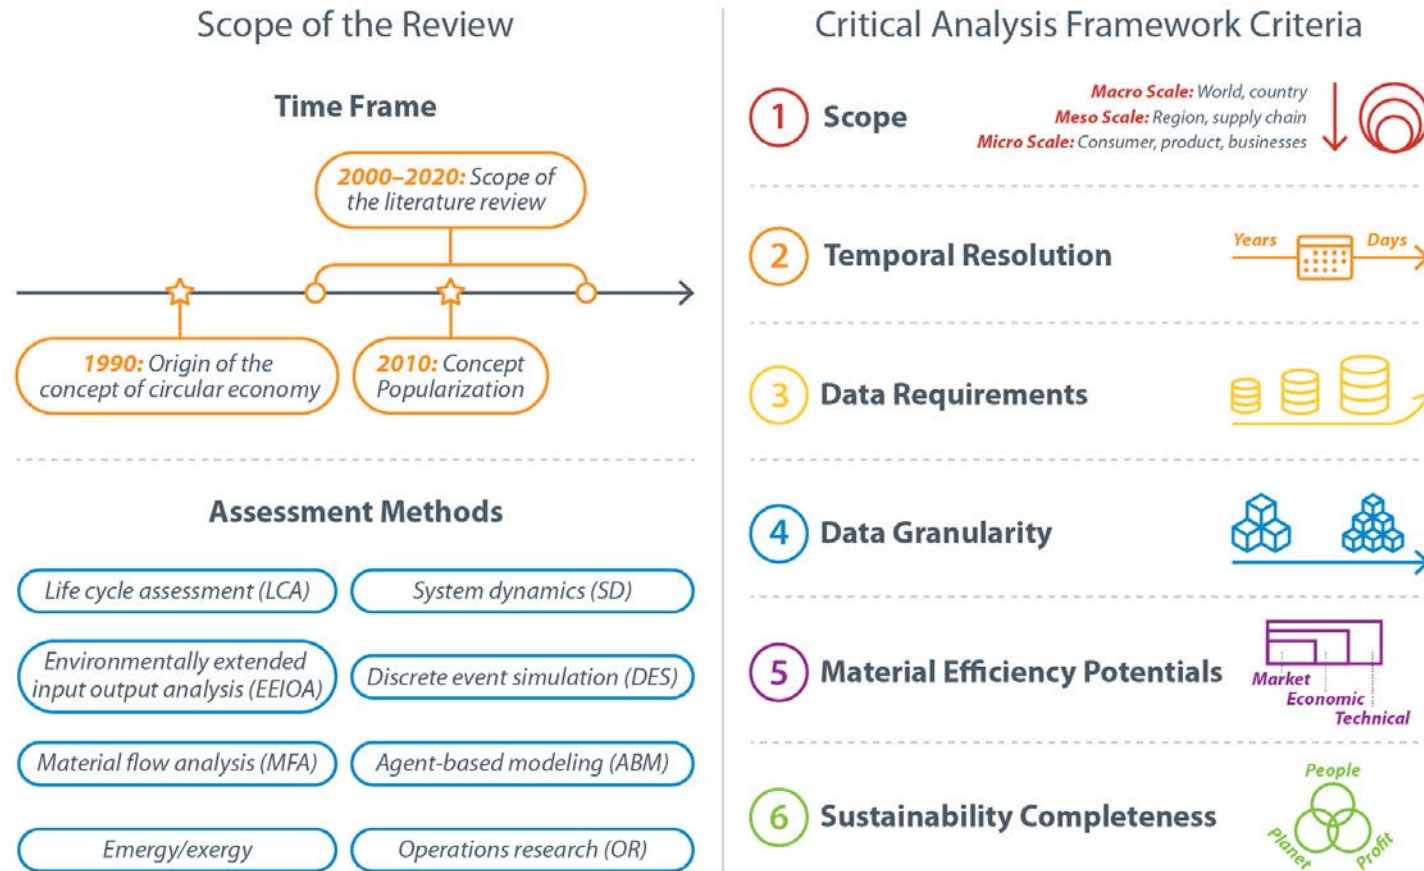 Scope of the Review
Time Frame
2000–2020: Scope of
the literature review
1990: Origin of the
concept of circular economy
2010: Concept
Popularization
Assessment Methods
Life cycle assessment (LCA)
System dynamics (SD)
Environmentally extended
input output analysis (EEIOA)
Discrete event simulation (DES)
Material flow analysis (MFA)
Agent-based modeling (ABM)
Emergy/exergy
Operations research (OR)
Critical Analysis Framework Criteria
1 Scope
Macro Scale: World, country
Meso Scale: Region, supply chain
Micro Scale: Consumer, product, businesses
2 Temporal Resolution
Years Days
3 Data Requirements
4 Data Granularity
5 Material Efficiency Potentials
Market
Economic
Technical
6 Sustainability Completeness
People
Planet Profit